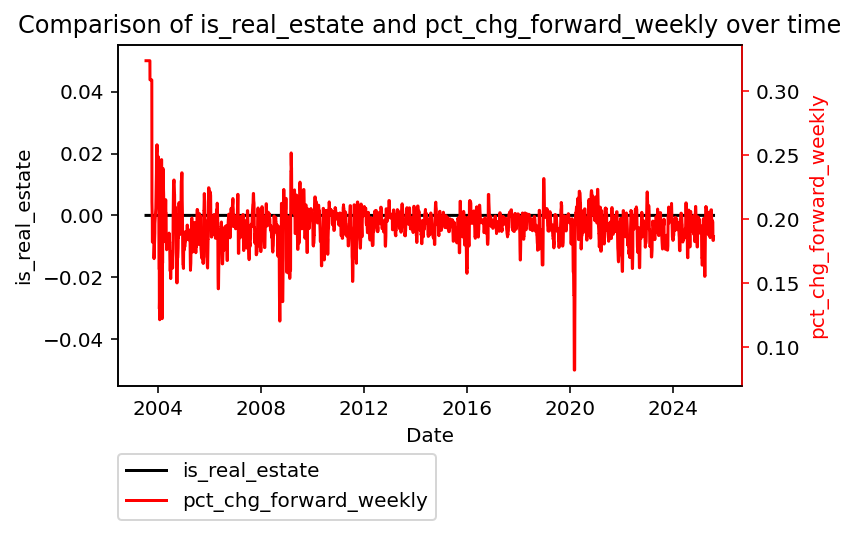 Comparison of is_real_estate and pct_chg_forward_weekly over time
is_real_estate
0.04
0.02
0.00
−0.02
−0.04
0.30
0.25
0.20
0.15
0.10
pct_chg_forward_weekly
2004 2008 2012 2016 2020 2024
Date
is_real_estate
pct_chg_forward_weekly